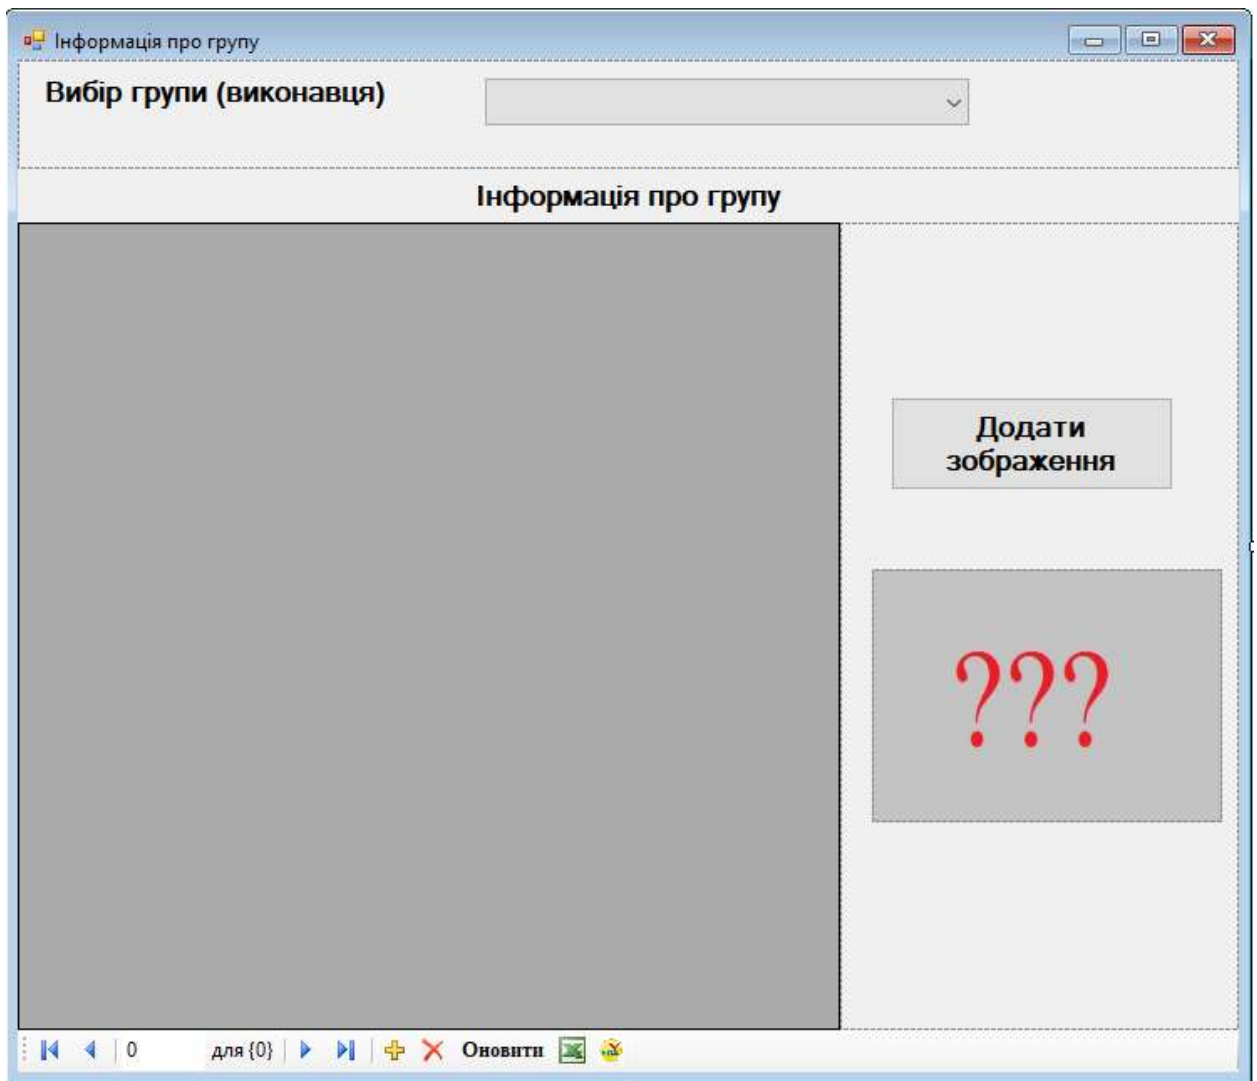 Інформація про групу
Вибір групи (виконавця)
Інформація про групу
Додати
зображення
???
0 для {0} Оновити